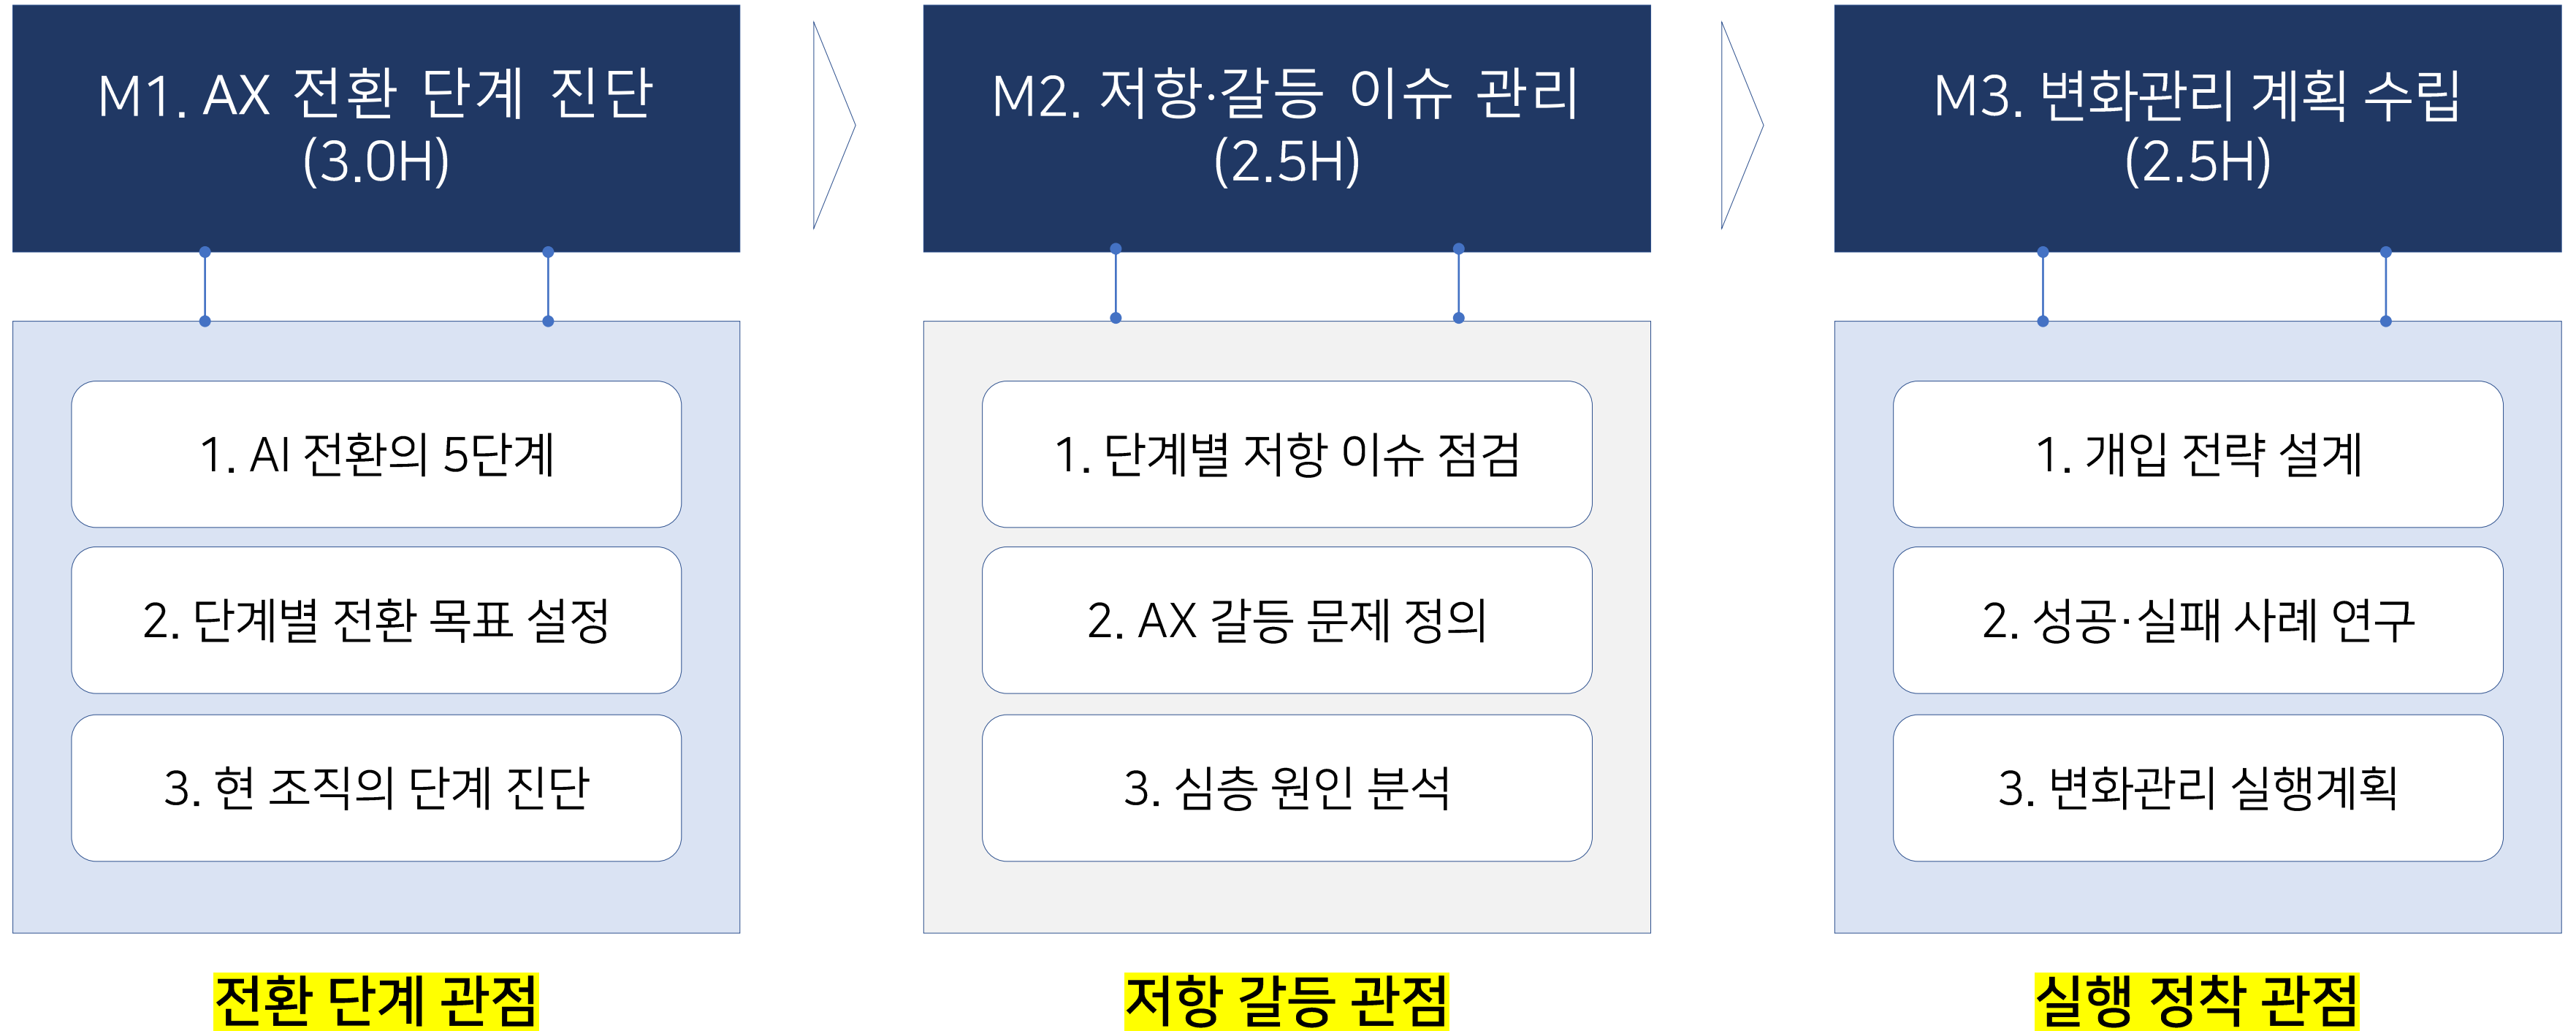 M1. AX 전환 단계 진단
(3.0H)
1. AI 전환의 5단계
2. 단계별 전환 목표 설정
3. 현 조직의 단계 진단
전환 단계 관점
M2. 저항·갈등 이슈 관리
(2.5H)
1. 단계별 저항 이슈 점검
2. AX 갈등 문제 정의
3. 심층 원인 분석
저항 갈등 관점
M3. 변화관리 계획 수립
(2.5H)
1. 개입 전략 설계
2. 성공·실패 사례 연구
3. 변화관리 실행계획
실행 정착 관점